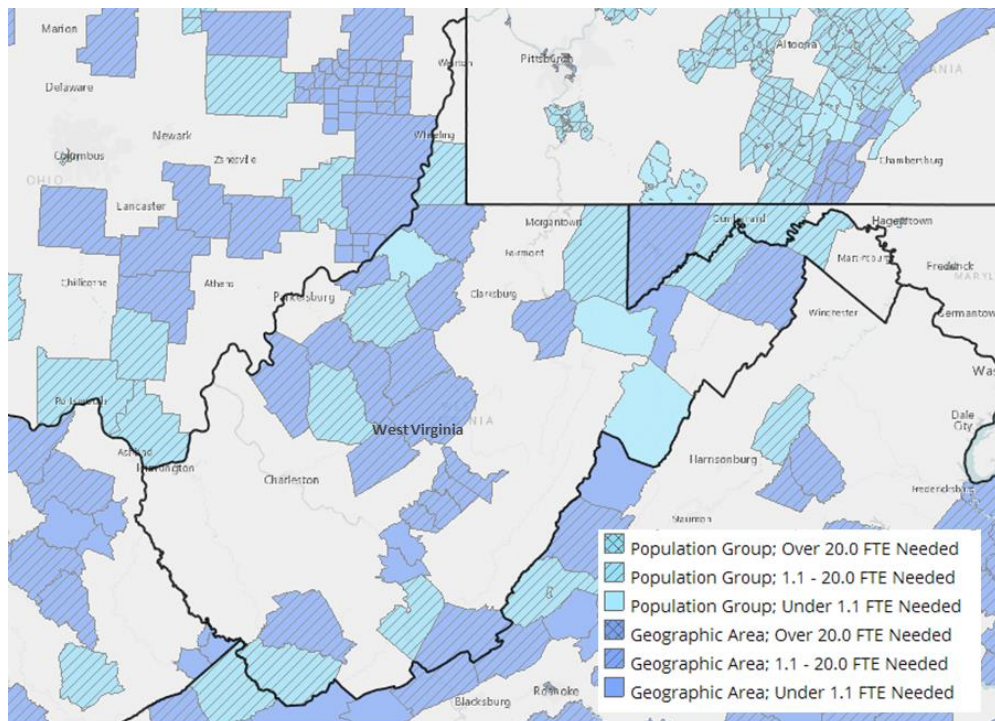 Marion
Delaware
Newark
Columbus
Zanesville
OHIO
Lancaster
Chillicothe
Athens
Wheeling
Pittsburgh
Altoona
Chambersburg
Morgantown
Cumberland
Hagerstown
Fairmont
Martinsburg
Frederick
Parkersburg
Clarksburg
Winchester
Germantow
Was
West Virginia
Dale
City
Harrisonburg
Charleston
Huntington
Portsmouth
Ashland
Fredericksburg
Staunton
Population Group; Over 20.0 FTE Needed
Population Group; 1.1 - 20.0 FTE Needed
Population Group; Under 1.1 FTE Needed
Geographic Area; Over 20.0 FTE Needed
Geographic Area; 1.1 - 20.0 FTE Needed
Geographic Area; Under 1.1 FTE Needed
Blacksburg
Roanoke